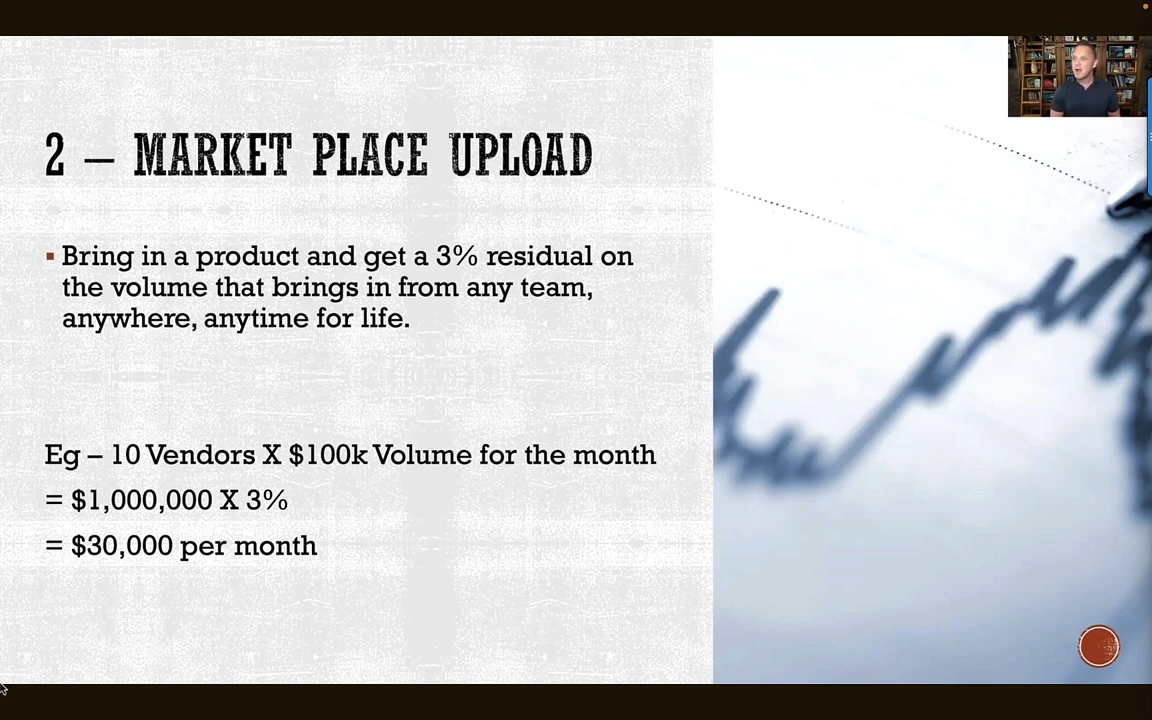 2 – MARKET PLACE UPLOAD
▪ Bring in a product and get a 3% residual on
the volume that brings in from any team,
anywhere, anytime for life.
Eg – 10 Vendors X $100k Volume for the month
= $1,000,000 X 3%
= $30,000 per month